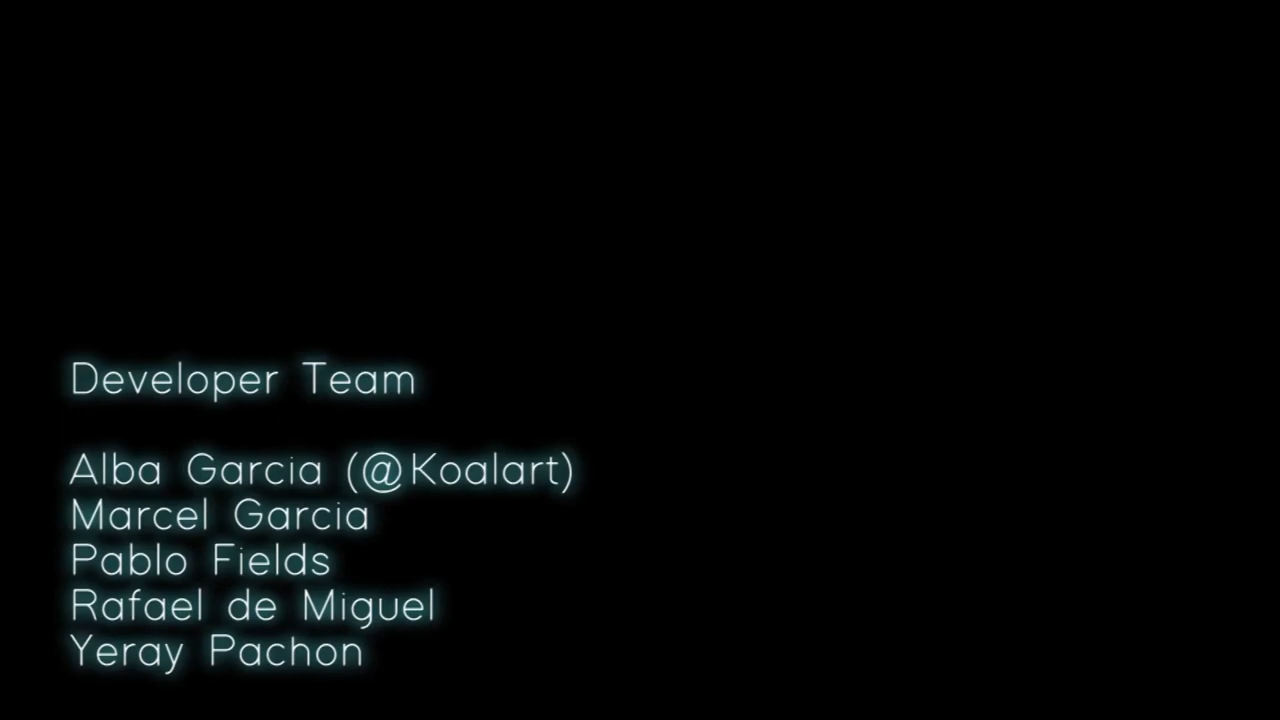 Developer Team
Alba Garcia (@Koalart)
Marcel Garcia
Pablo Fields
Rafael de Miguel
Yeray Pachon